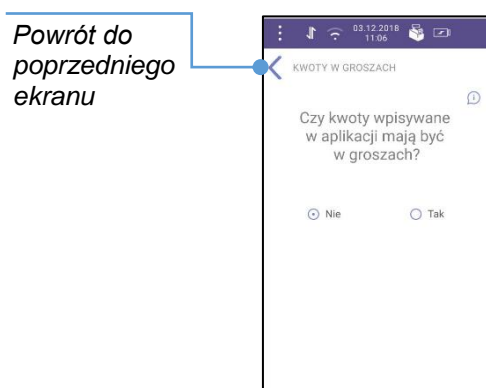 Powrót do
poprzedniego
ekranu
03.12.2018
11:06
KWOTY W GROSZACH
Czy kwoty wpisywane
w aplikacji mają być
w groszach?
Nie
Tak